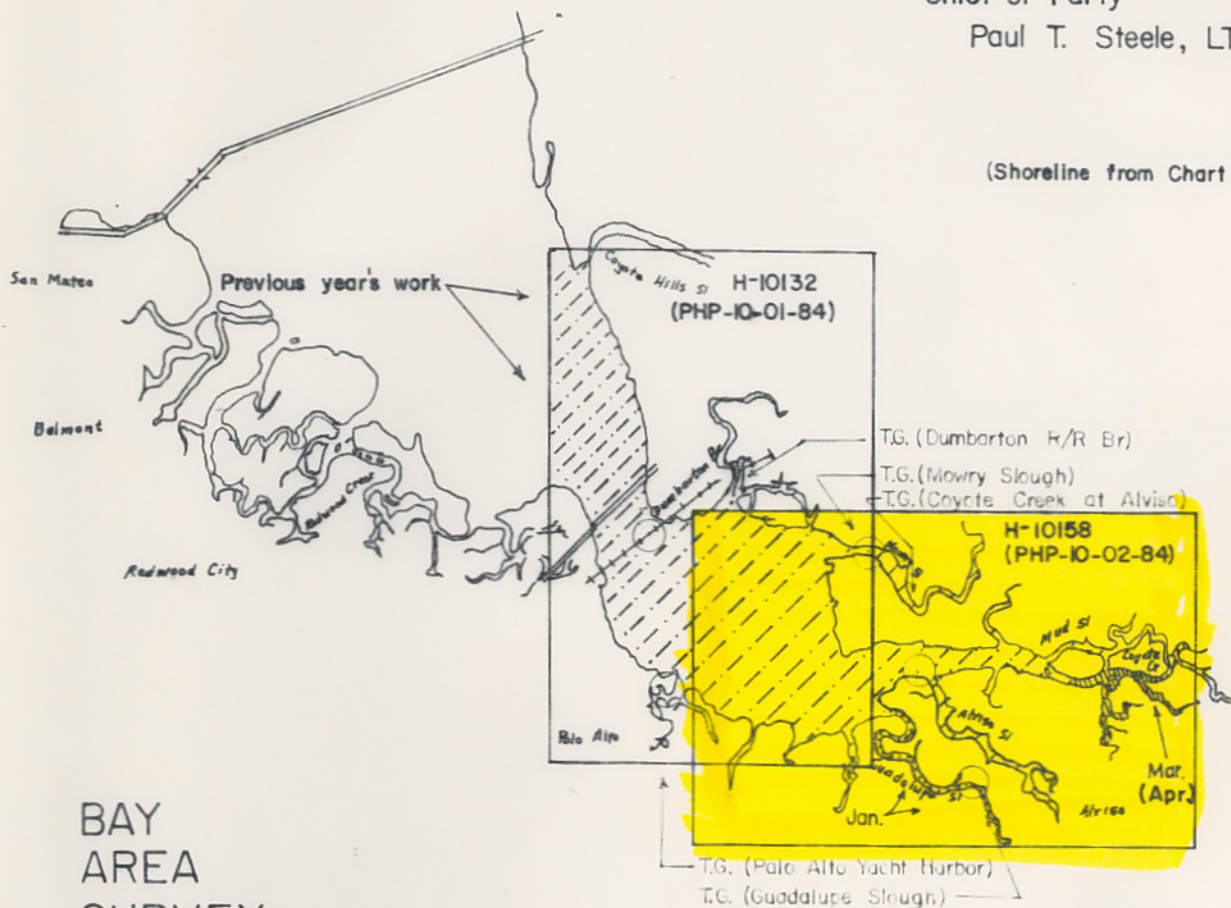 Paul T. Steele, LT
(Shoreline from Chart
San Mateo
Previous year's work
Coyote Hills Sl
H-10132
(PHP-10-01-84)
Belmont
T.G. (Dumbarton R/R Br)
Dumbarton Br
T.G. (Mowry Slough)
T.G. (Coyote Creek at Alviso)
Redwood Creek
H-10158
(PHP-10-02-84)
Redwood City
Mud Sl
Coyote Cr
Alviso Sl
Palo Alto
Guadalupe Sl
Mar.
(Apr.)
Jan.
Alviso
BAY
AREA
T.G. (Palo Alto Yacht Harbor)
T.G. (Guadalupe Slough)